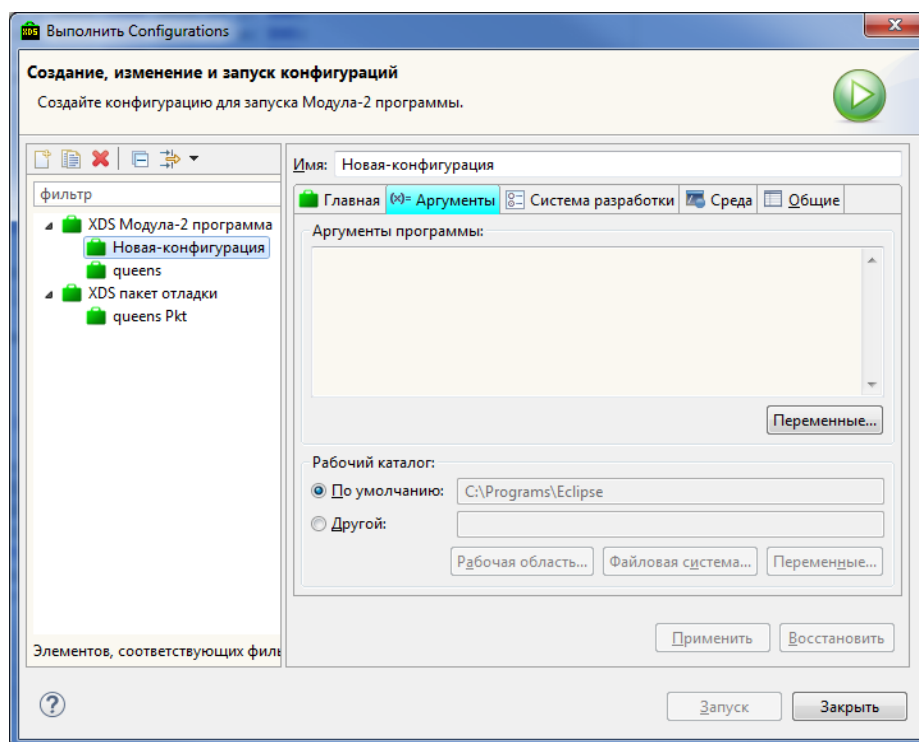 XDS Выполнить Configurations
Создание, изменение и запуск конфигураций
Создайте конфигурацию для запуска Модула-2 программы.
фильтр
XDS Модула-2 программа
Новая-конфигурация
queens
XDS пакет отладки
queens Pkt
Элементов, соответствующих филь
Имя: Новая-конфигурация
Главная (x)= Аргументы Система разработки Среда Общие
Аргументы программы:
Переменные...
Рабочий каталог:
По умолчанию: C:\Programs\Eclipse
Другой:
Рабочая область... Файловая система... Переменные...
Применить Восстановить
? Запуск Закрыть